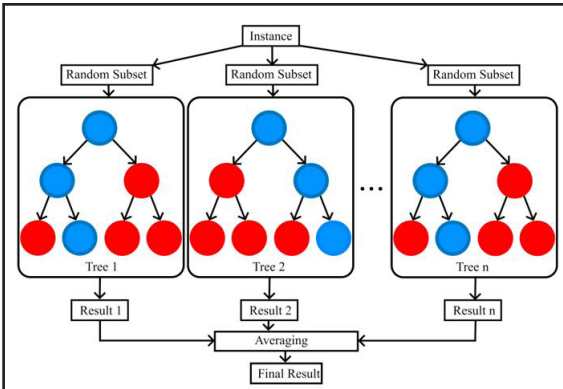 Instance
Random Subset
Random Subset
Random Subset
...
Tree 1
Tree 2
Tree n
Result 1
Result 2
Result n
Averaging
Final Result